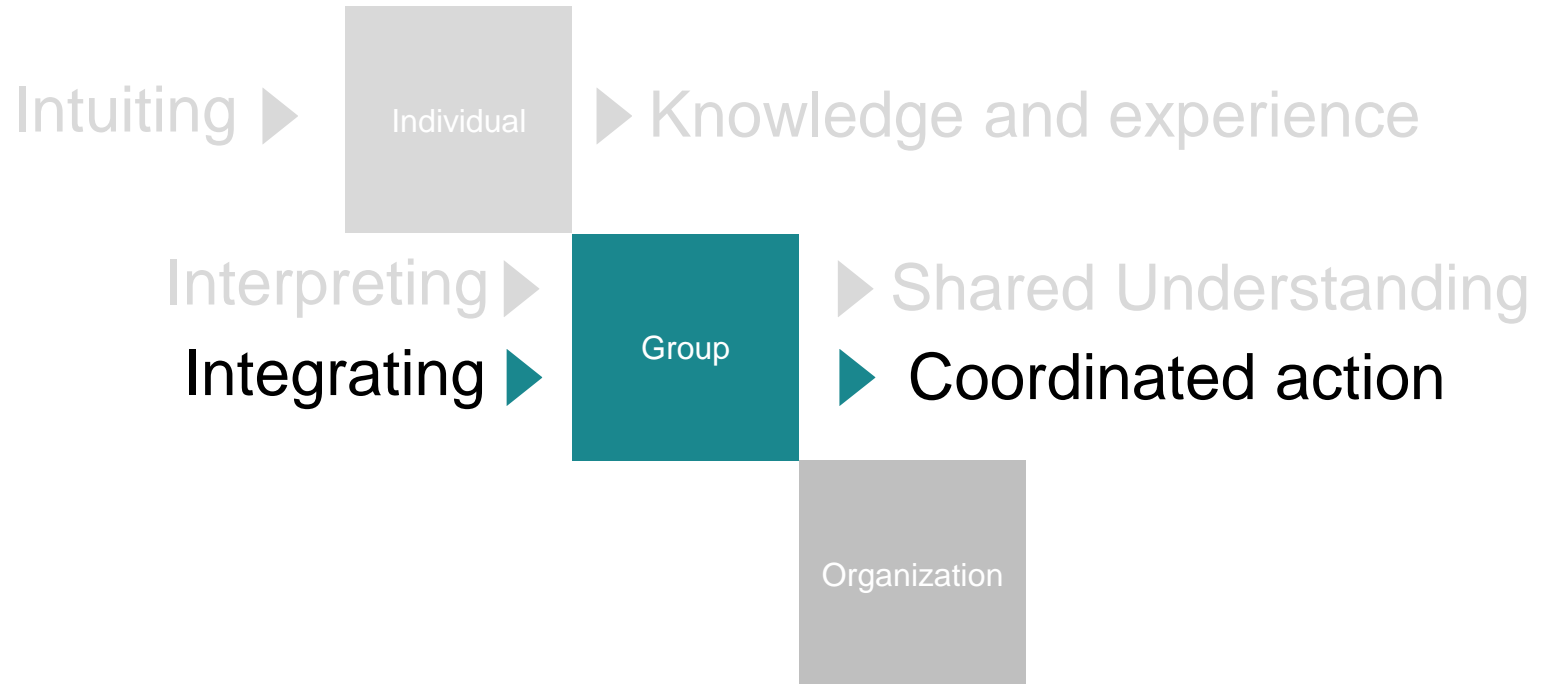 Intuiting
Individual
Knowledge and experience
Interpreting
Shared Understanding
Group
Integrating
Coordinated action
Organization